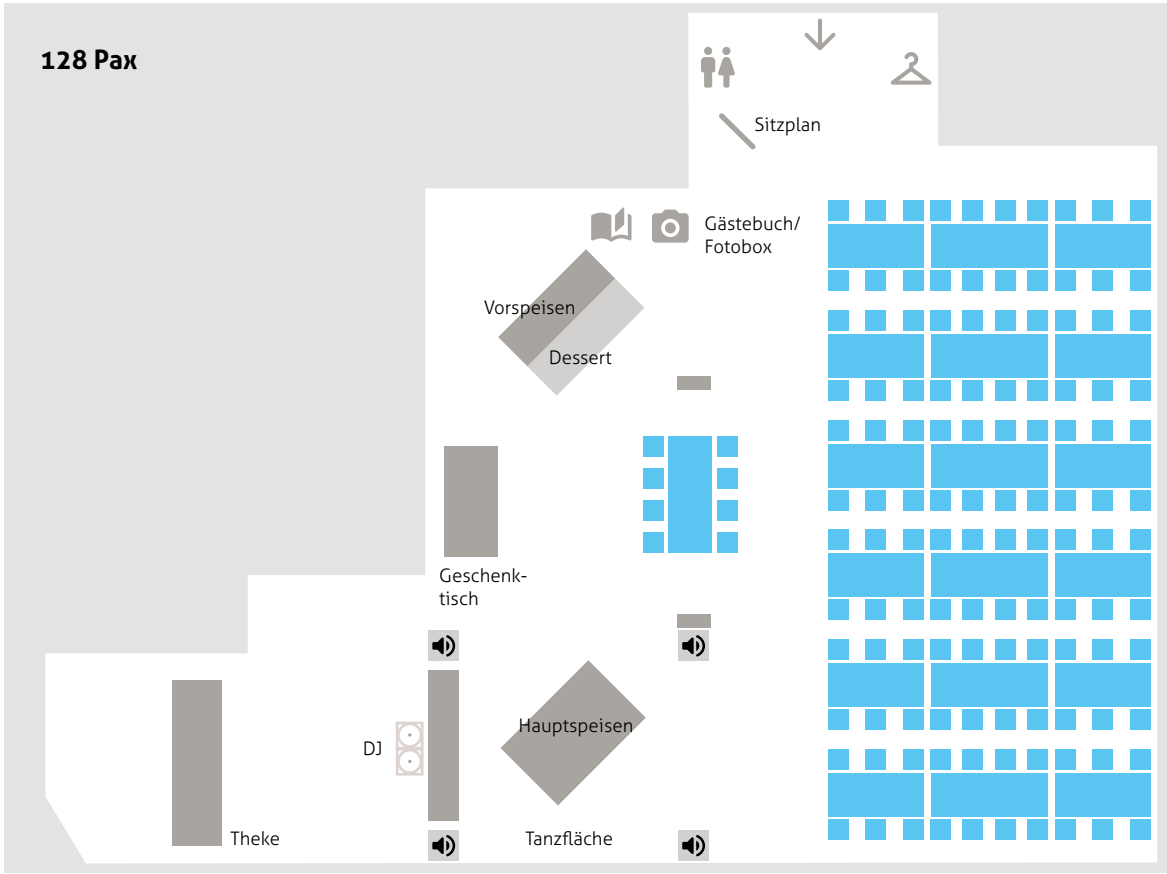 128 Pax
Sitzplan
Gästebuch/
Fotobox
Vorspeisen
Dessert
Geschenk-
tisch
Hauptspeisen
DJ
Theke
Tanzfläche